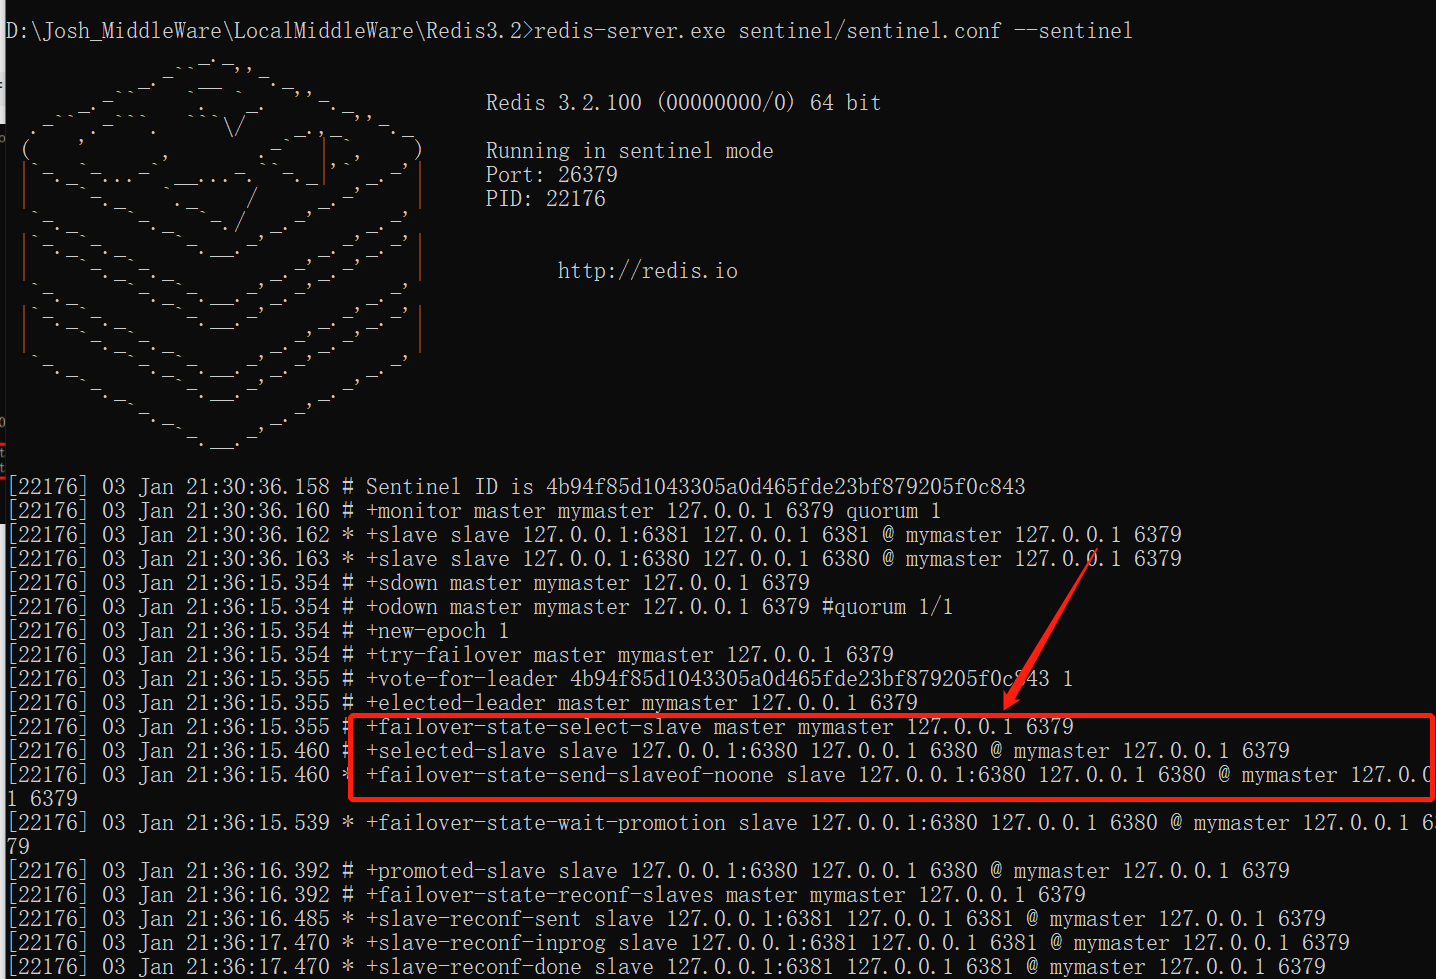 D:\Josh_MiddleWare\LocalMiddleWare\Redis3.2>redis-server.exe sentinel/sentinel.conf --sentinel
Redis 3.2.100 (00000000/0) 64 bit
Running in sentinel mode
Port: 26379
PID: 22176
http://redis.io
[22176] 03 Jan 21:30:36.158 # Sentinel ID is 4b94f85d1043305a0d465fde23bf879205f0c843
[22176] 03 Jan 21:30:36.160 # +monitor master mymaster 127.0.0.1 6379 quorum 1
[22176] 03 Jan 21:30:36.162 * +slave slave 127.0.0.1:6381 127.0.0.1 6381 @ mymaster 127.0.0.1 6379
[22176] 03 Jan 21:30:36.163 * +slave slave 127.0.0.1:6380 127.0.0.1 6380 @ mymaster 127.0.0.1 6379
[22176] 03 Jan 21:36:15.354 # +sdown master mymaster 127.0.0.1 6379
[22176] 03 Jan 21:36:15.354 # +odown master mymaster 127.0.0.1 6379 #quorum 1/1
[22176] 03 Jan 21:36:15.354 # +new-epoch 1
[22176] 03 Jan 21:36:15.354 # +try-failover master mymaster 127.0.0.1 6379
[22176] 03 Jan 21:36:15.355 # +vote-for-leader 4b94f85d1043305a0d465fde23bf879205f0c843 1
[22176] 03 Jan 21:36:15.355 # +elected-leader master mymaster 127.0.0.1 6379
[22176] 03 Jan 21:36:15.355 # +failover-state-select-slave master mymaster 127.0.0.1 6379
[22176] 03 Jan 21:36:15.460 # +selected-slave slave 127.0.0.1:6380 127.0.0.1 6380 @ mymaster 127.0.0.1 6379
[22176] 03 Jan 21:36:15.460 * +failover-state-send-slaveof-noone slave 127.0.0.1:6380 127.0.0.1 6380 @ mymaster 127.0.0.
1 6379
[22176] 03 Jan 21:36:15.539 * +failover-state-wait-promotion slave 127.0.0.1:6380 127.0.0.1 6380 @ mymaster 127.0.0.1 63
79
[22176] 03 Jan 21:36:16.392 # +promoted-slave slave 127.0.0.1:6380 127.0.0.1 6380 @ mymaster 127.0.0.1 6379
[22176] 03 Jan 21:36:16.392 # +failover-state-reconf-slaves master mymaster 127.0.0.1 6379
[22176] 03 Jan 21:36:16.485 * +slave-reconf-sent slave 127.0.0.1:6381 127.0.0.1 6381 @ mymaster 127.0.0.1 6379
[22176] 03 Jan 21:36:17.470 * +slave-reconf-inprog slave 127.0.0.1:6381 127.0.0.1 6381 @ mymaster 127.0.0.1 6379
[22176] 03 Jan 21:36:17.470 * +slave-reconf-done slave 127.0.0.1:6381 127.0.0.1 6381 @ mymaster 127.0.0.1 6379